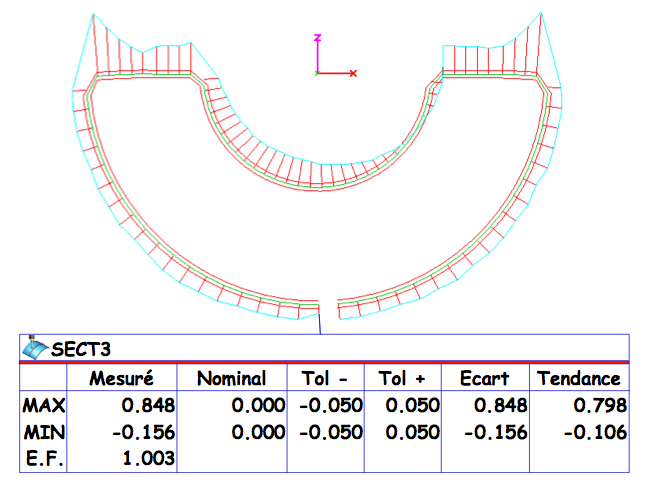 Z
X
SECT3
Mesuré Nominal Tol - Tol + Ecart Tendance
MAX 0.848 0.000 -0.050 0.050 0.848 0.798
MIN -0.156 0.000 -0.050 0.050 -0.156 -0.106
E.F. 1.003